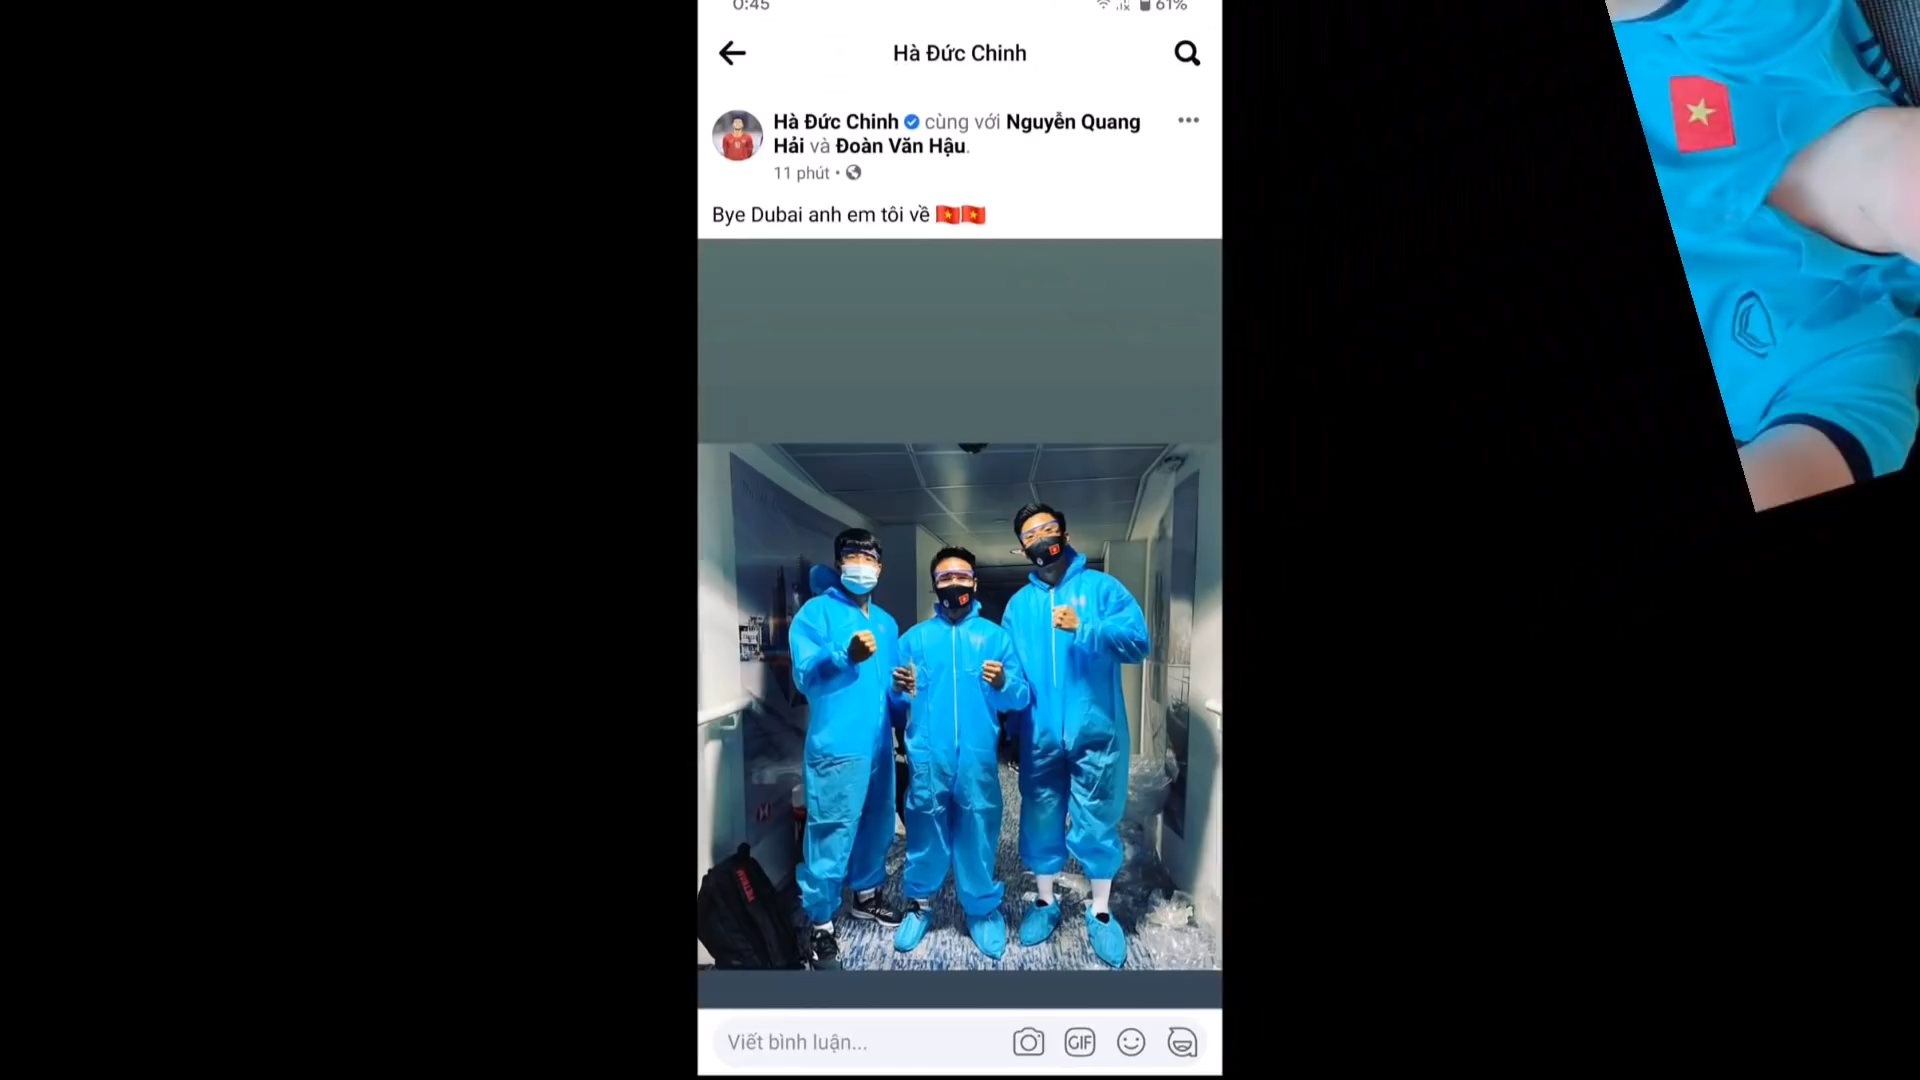 0:45
61%
Hà Đức Chinh
Hà Đức Chinh cùng với Nguyễn Quang
Hải và Đoàn Văn Hậu.
11 phút
Bye Dubai anh em tôi về
VIETNAM
Viết bình luận...
GIF